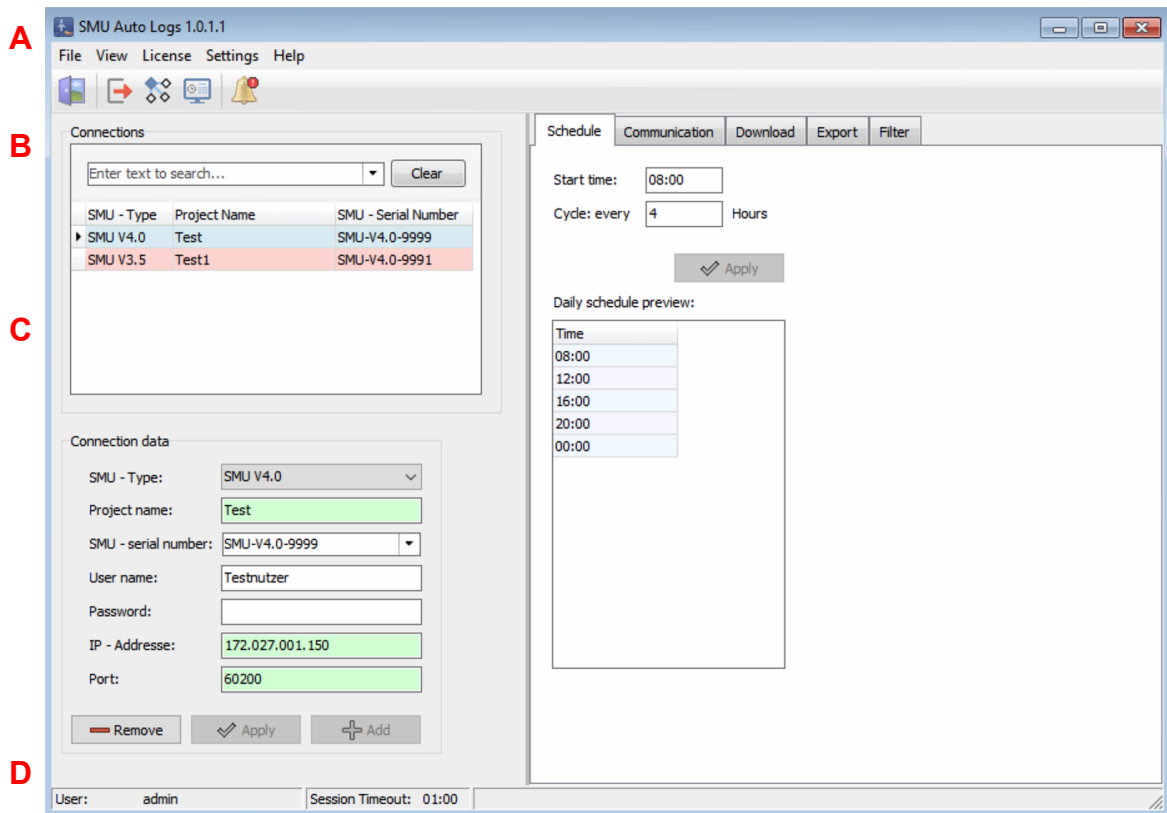 A
SMU Auto Logs 1.0.1.1
File View License Settings Help
B
Connections
Enter text to search...
Clear
SMU - Type Project Name SMU - Serial Number
SMU V4.0 Test SMU-V4.0-9999
SMU V3.5 Test1 SMU-V4.0-9991
C
Connection data
SMU - Type: SMU V4.0
Project name: Test
SMU - serial number: SMU-V4.0-9999
User name: Testnutzer
Password:
IP - Addresse: 172.027.001.150
Port: 60200
Remove Apply Add
Schedule Communication Download Export Filter
Start time: 08:00
Cycle: every 4 Hours
Apply
Daily schedule preview:
Time
08:00
12:00
16:00
20:00
00:00
D
User: admin Session Timeout: 01:00